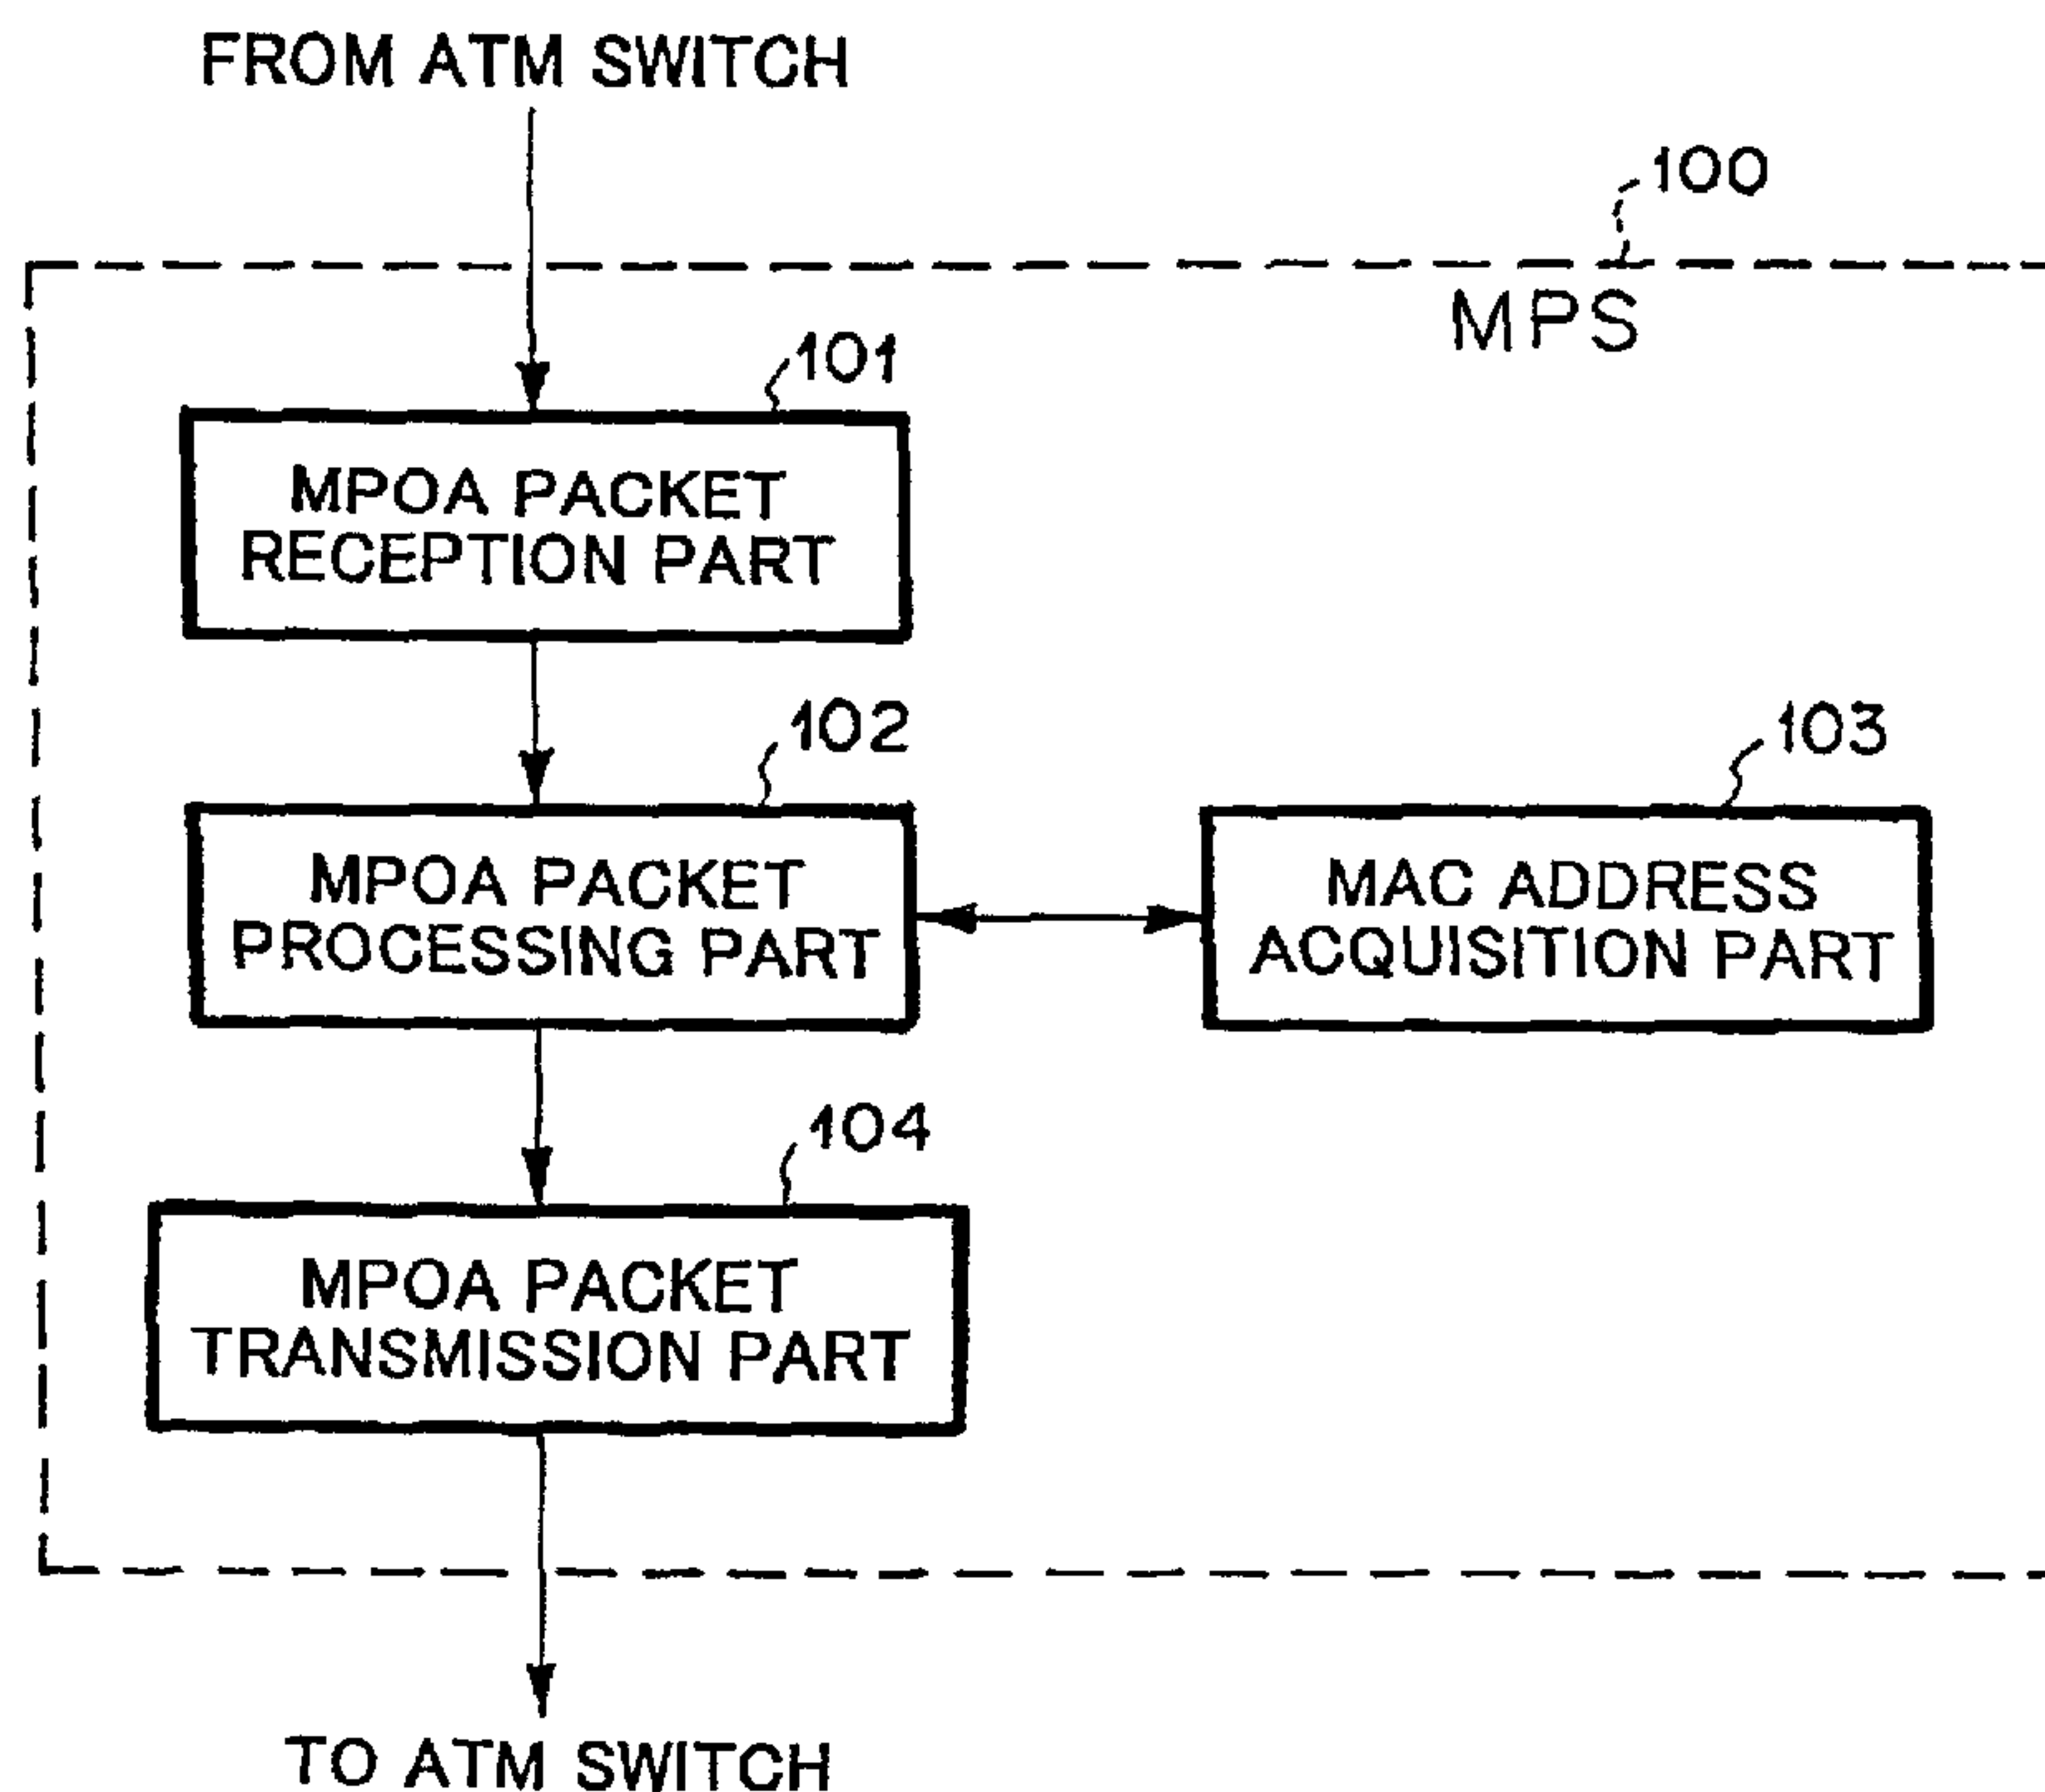 FROM ATM SWITCH
100
MPS
101
MPOA PACKET
RECEPTION PART
102
MPOA PACKET
PROCESSING PART
103
MAC ADDRESS
ACQUISITION PART
104
MPOA PACKET
TRANSMISSION PART
TO ATM SWITCH